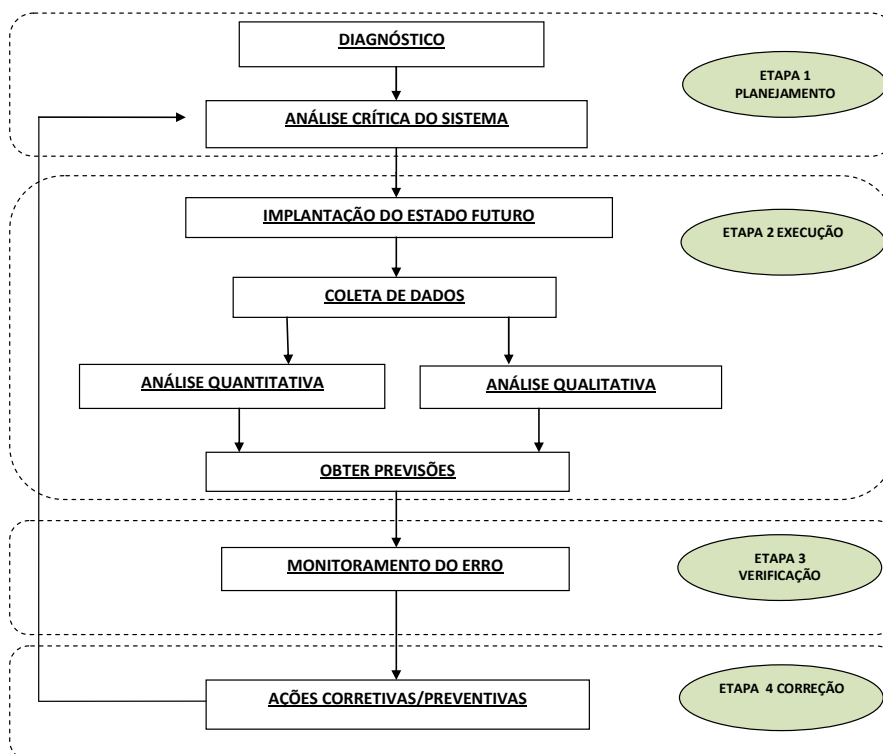 DIAGNÓSTICO
ETAPA 1
PLANEJAMENTO
ANÁLISE CRÍTICA DO SISTEMA
IMPLANTAÇÃO DO ESTADO FUTURO
ETAPA 2 EXECUÇÃO
COLETA DE DADOS
ANÁLISE QUANTITATIVA
ANÁLISE QUALITATIVA
OBTER PREVISÕES
MONITORAMENTO DO ERRO
ETAPA 3
VERIFICAÇÃO
AÇÕES CORRETIVAS/PREVENTIVAS
ETAPA 4 CORREÇÃO